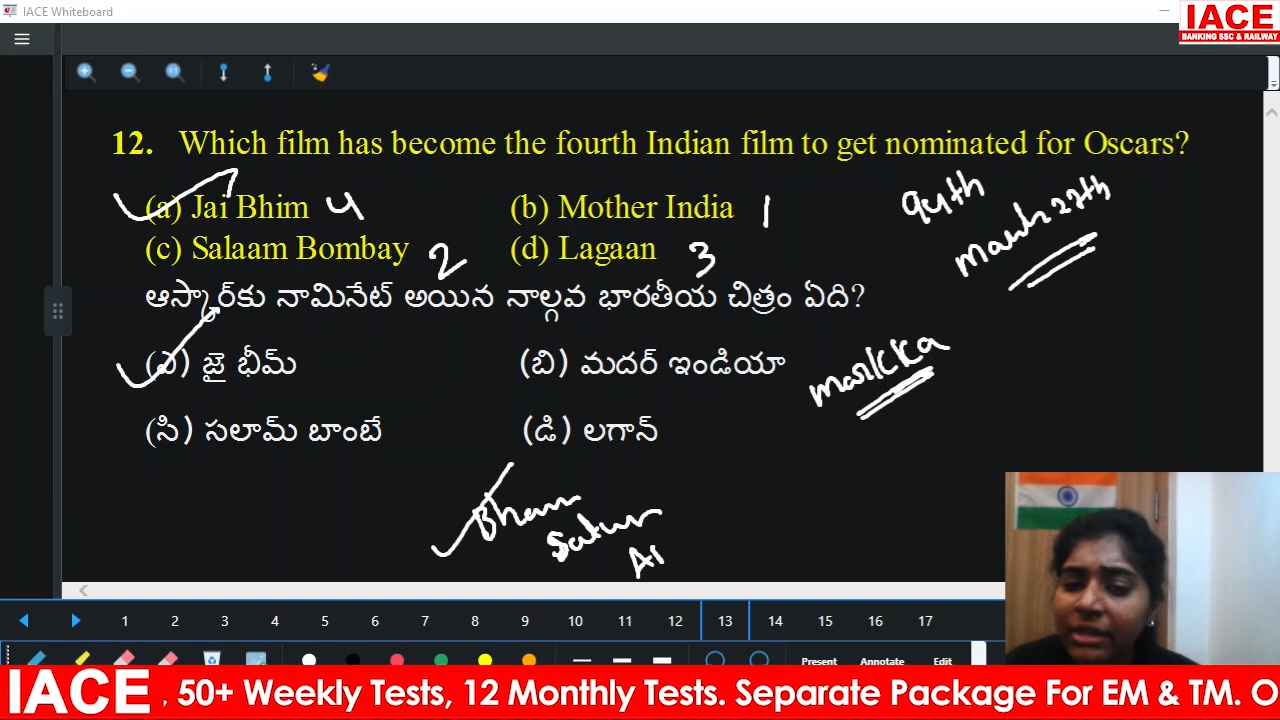 IACE Whiteboard
IACE
BANKING SSC & RAILWAY
12. Which film has become the fourth Indian film to get nominated for Oscars?
(a) Jai Bhim 4 (b) Mother India 1
94th
March 27th
(c) Salaam Bombay 2 (d) Lagaan 3
ఆస్కార్‌కు నామినేట్ అయిన నాల్గవ భారతీయ చిత్రం ఏది?
(ఎ) జై భీమ్ (బి) మదర్ ఇండియా
(సి) సలామ్ బాంబే (డి) లగాన్
1 2 3 4 5 6 7 8 9 10 11 12 13 14 15 16 17
Present Annotate Edit
IACE , 50+ Weekly Tests, 12 Monthly Tests. Separate Package For EM & TM. O